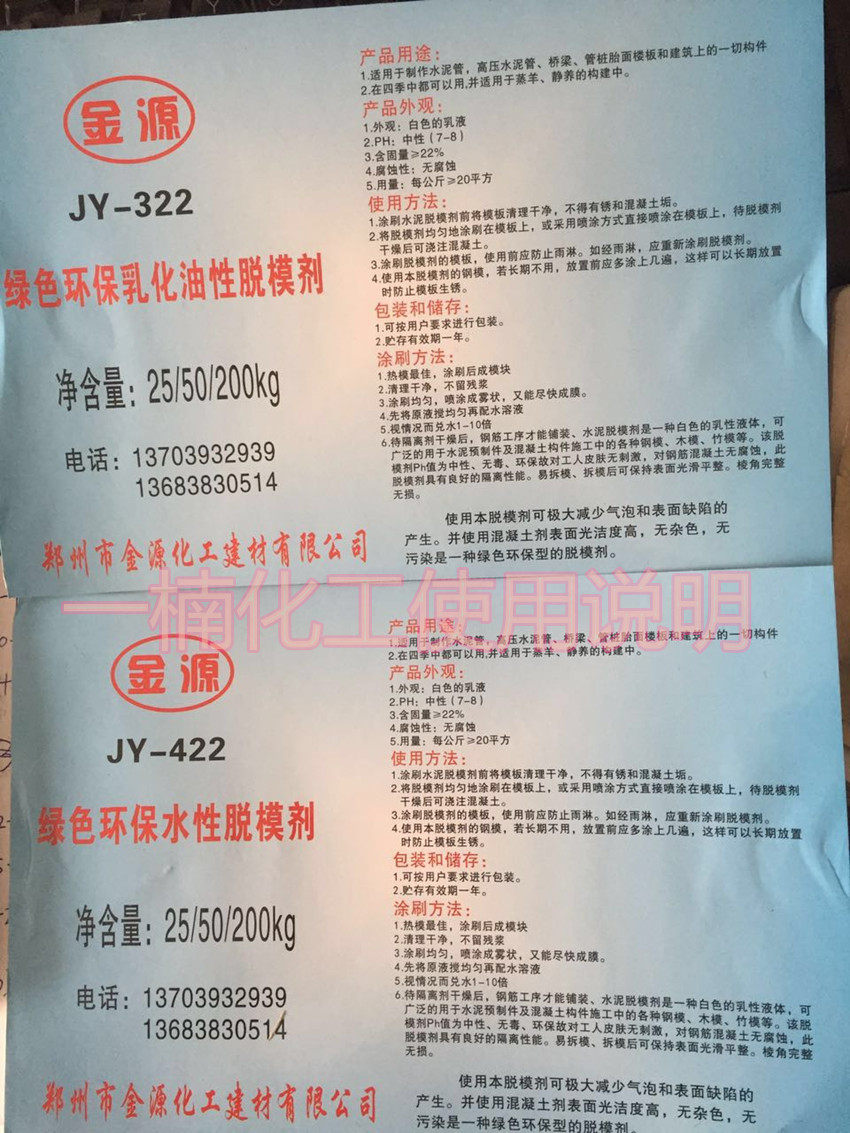 金源
JY-322
绿色环保乳化油性脱模剂
净含量：25/50/200kg
电话：13703932939
13683830514
郑州市金源化工建材有限公司
产品用途：
1.适用于制作水泥管，高压水泥管、桥梁、管桩胎面楼板和建筑上的一切构件
2.在四季中都可以用,并适用于蒸羊、静养的构建中。
产品外观：
1.外观：白色的乳液
2.PH：中性（7-8）
3.含固量≥22%
4.腐蚀性：无腐蚀
5.用量：每公斤≥20平方
使用方法：
1.涂刷水泥脱模剂前将模板清理干净，不得有锈和混凝土垢。
2.将脱模剂均匀地涂刷在模板上，或采用喷涂方式直接喷涂在模板上，待脱模剂
干燥后可浇注混凝土。
3.涂刷脱模剂的模板，使用前应防止雨淋。如经雨淋，应重新涂刷脱模剂。
4.使用本脱模剂的钢模，若长期不用，放置前应多涂上几遍，这样可以长期放置
时防止模板生锈。
包装和储存：
1.可按用户要求进行包装。
2.贮存有效期一年。
涂刷方法：
1.热模最佳，涂刷后成模块
2.清理干净，不留残浆
3.涂刷均匀，喷涂成雾状，又能尽快成膜。
4.先将原液搅均匀再配水溶液
5.视情况而兑水1-10倍
6.待隔离剂干燥后，钢筋工序才能铺装、水泥脱模剂是一种白色的乳性液体，可
广泛的用于水泥预制件及混凝土构件施工中的各种钢模、木模、竹模等。该脱
模剂Ph值为中性、无毒、环保故对工人皮肤无刺激，对钢筋混凝土无腐蚀，此
脱模剂具有良好的隔离性能。易拆模、拆模后可保持表面光滑平整。棱角完整
无损。
使用本脱模剂可极大减少气泡和表面缺陷的
产生。并使用混凝土剂表面光洁度高，无杂色，无
污染是一种绿色环保型的脱模剂。
一楠化工使用说明
金源
JY-422
绿色环保水性脱模剂
净含量：25/50/200kg
电话：13703932939
13683830514
郑州市金源化工建材有限公司
产品用途：
1.适用于制作水泥管，高压水泥管、桥梁、管桩胎面楼板和建筑上的一切构件
2.在四季中都可以用,并适用于蒸羊、静养的构建中。
产品外观：
1.外观：白色的乳液
2.PH：中性（7-8）
3.含固量≥22%
4.腐蚀性：无腐蚀
5.用量：每公斤≥20平方
使用方法：
1.涂刷水泥脱模剂前将模板清理干净，不得有锈和混凝土垢。
2.将脱模剂均匀地涂刷在模板上，或采用喷涂方式直接喷涂在模板上，待脱模剂
干燥后可浇注混凝土。
3.涂刷脱模剂的模板，使用前应防止雨淋。如经雨淋，应重新涂刷脱模剂。
4.使用本脱模剂的钢模，若长期不用，放置前应多涂上几遍，这样可以长期放置
时防止模板生锈。
包装和储存：
1.可按用户要求进行包装。
2.贮存有效期一年。
涂刷方法：
1.热模最佳，涂刷后成模块
2.清理干净，不留残浆
3.涂刷均匀，喷涂成雾状，又能尽快成膜。
4.先将原液搅均匀再配水溶液
5.视情况而兑水1-10倍
6.待隔离剂干燥后，钢筋工序才能铺装、水泥脱模剂是一种白色的乳性液体，可
广泛的用于水泥预制件及混凝土构件施工中的各种钢模、木模、竹模等。该脱
模剂Ph值为中性、无毒、环保故对工人皮肤无刺激，对钢筋混凝土无腐蚀，此
脱模剂具有良好的隔离性能。易拆模、拆模后可保持表面光滑平整。棱角完整
无损。
使用本脱模剂可极大减少气泡和表面缺陷的
产生。并使用混凝土剂表面光洁度高，无杂色，无
污染是一种绿色环保型的脱模剂。